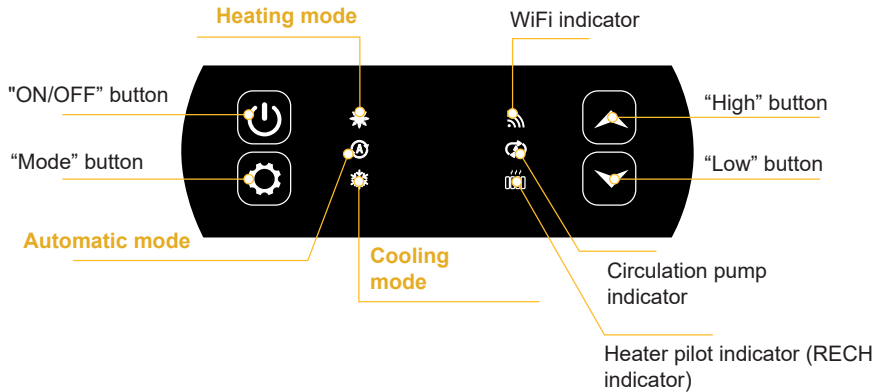 Heating mode
WiFi indicator
"ON/OFF” button
“High” button
“Mode” button
“Low” button
A
Automatic mode
Cooling
mode
Circulation pump
indicator
Heater pilot indicator (RECH
indicator)